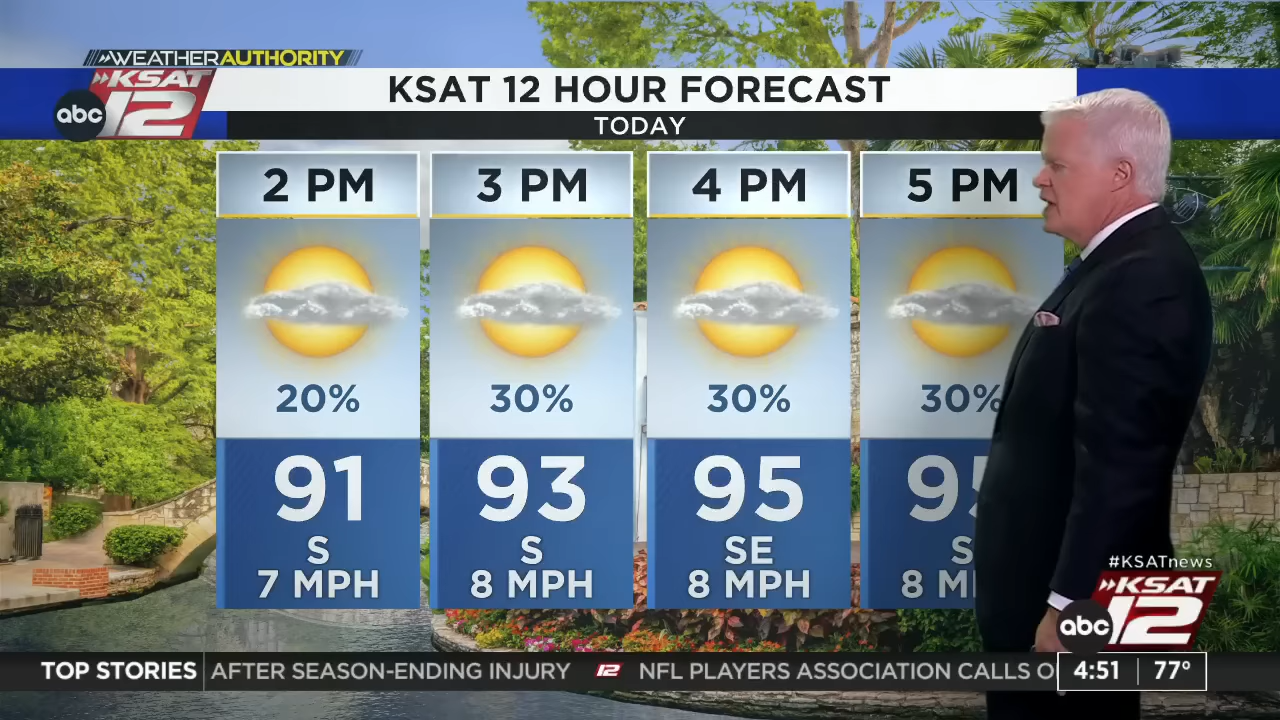 WEATHERAUTHORITY
KSAT
abc
12
KSAT 12 HOUR FORECAST
TODAY
2 PM
3 PM
4 PM
5 PM
20%
30%
30%
30%
91
93
95
S
S
SE
7 MPH
8 MPH
8 MPH
#KSATnews
KSAT
abc
12
TOP STORIES
AFTER SEASON-ENDING INJURY
12
NFL PLAYERS ASSOCIATION CALLS O
4:51
77°